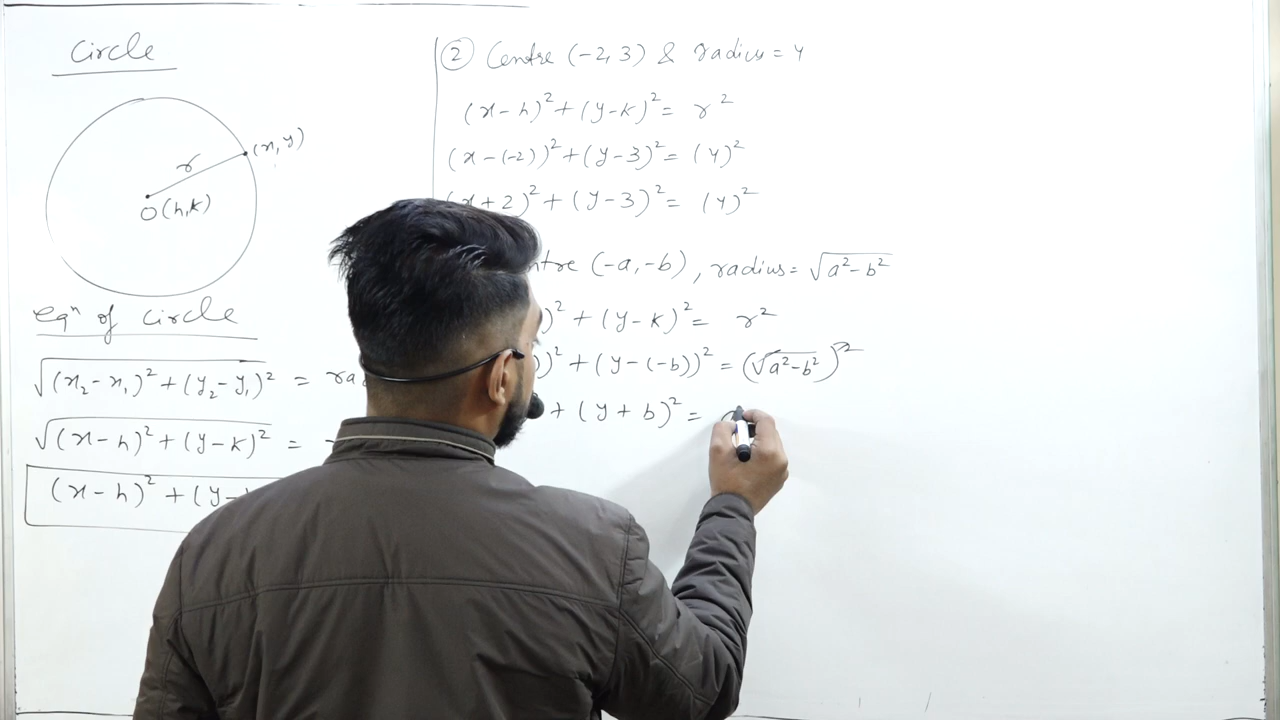 Circle
(x, y)
r
O(h,k)
eqⁿ of circle
√(x₂-x₁)²+(y₂-y₁)² = ra
√(x-h)²+(y-k)² =
(x-h)²+(y-
② Centre (-2,3) & radius = 4
(x-h)²+(y-k)² = r²
(x-(-2))²+(y-3)² = (4)²
(x+2)²+(y-3)² = (4)²
ntre (-a,-b), radius = √a²-b²
)²+(y-k)² = r²
)²+(y-(-b))² = (√a²-b²)²
+(y+b)² =